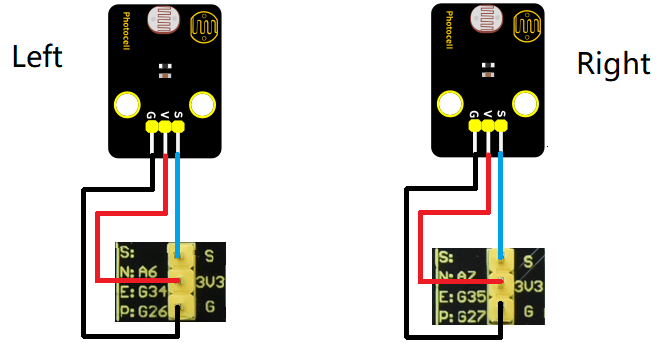 Left
Photocell
G V S
S: S
N: A6
E: G34 3V3
P: G26 G
Right
Photocell
G V S
S: S
N: A7
E: G35 3V3
P: G27 G